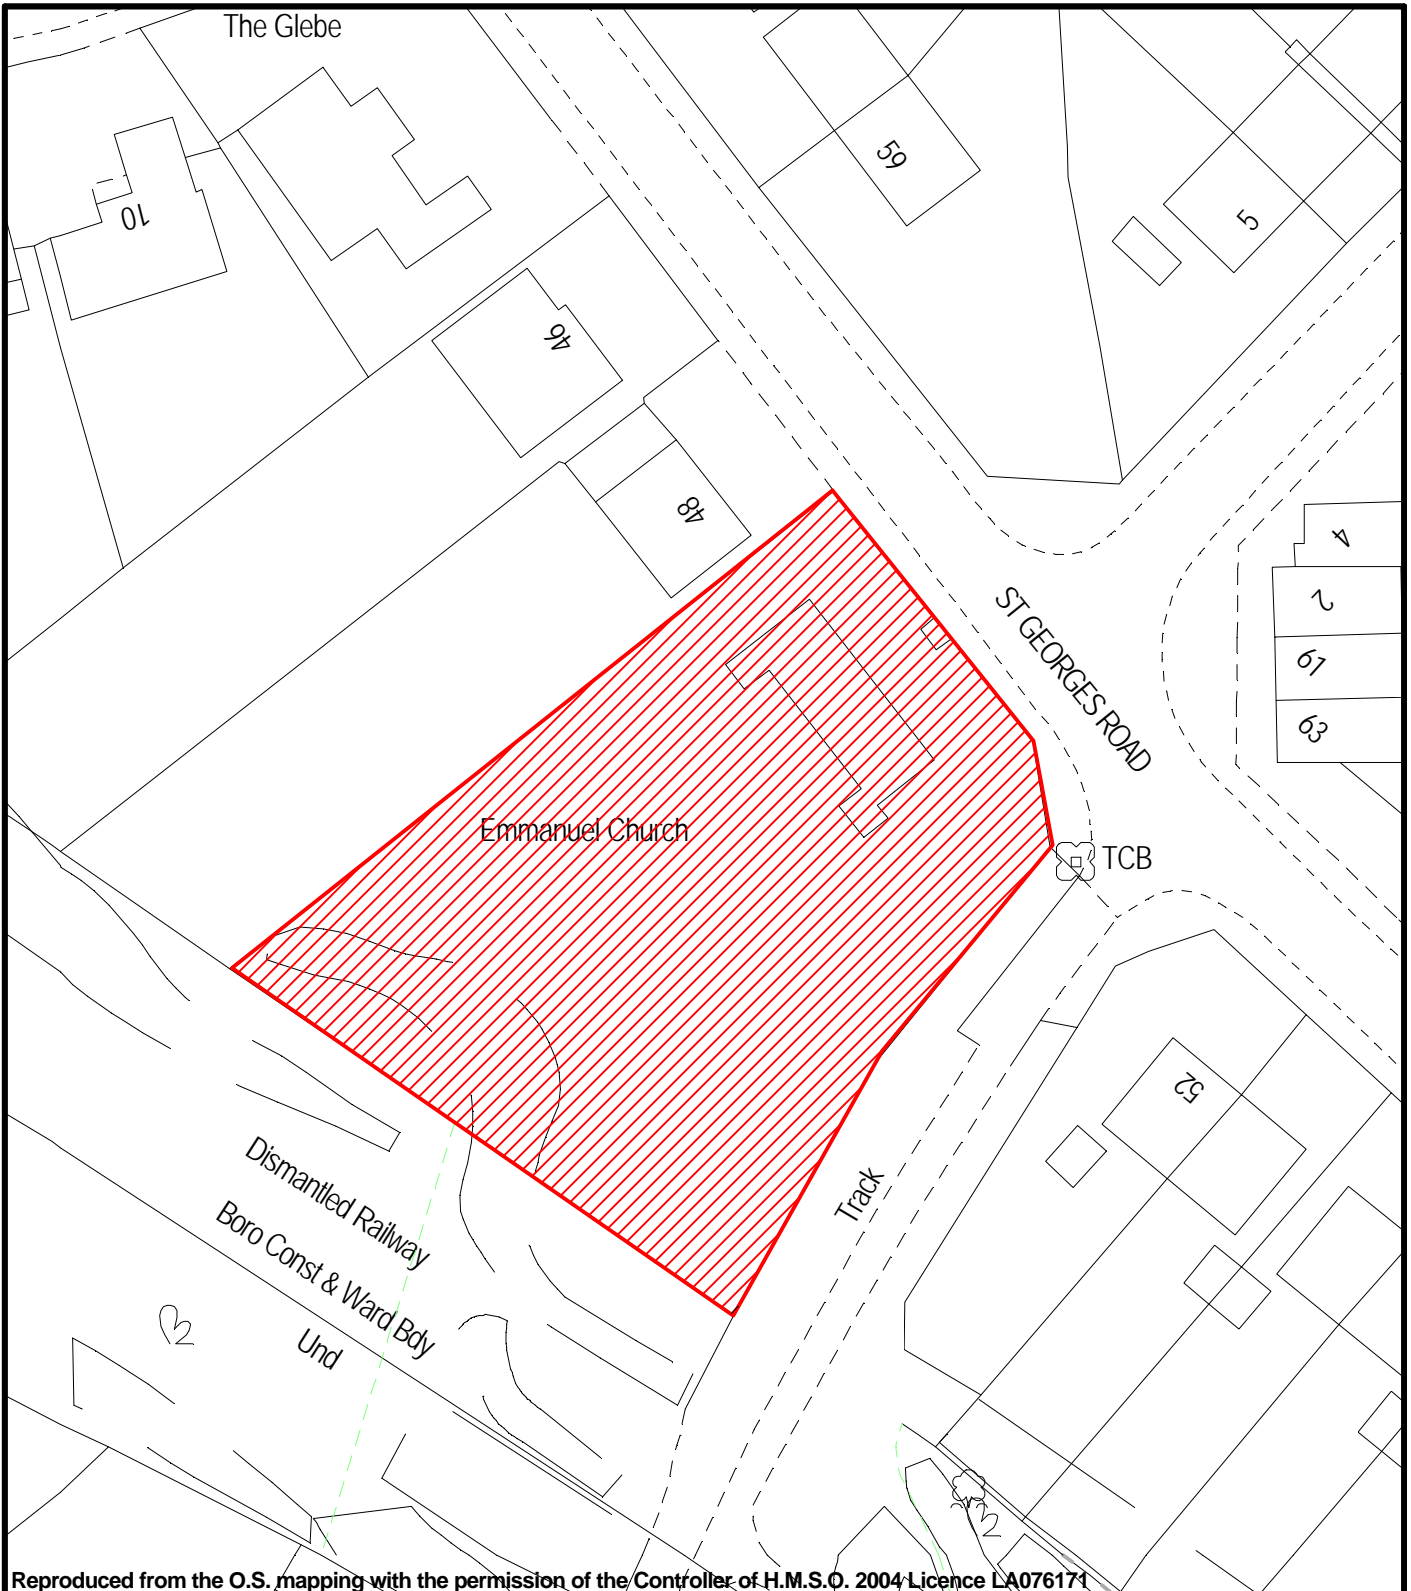 The Glebe
59
10
5
46
48
4
ST GEORGES ROAD
2
61
63
Emmanuel Church
TCB
52
Dismantled Railway
Track
Boro Const & Ward Bdy
Und
Reproduced from the O.S. mapping with the permission of the Controller of H.M.S.O. 2004 Licence LA076171